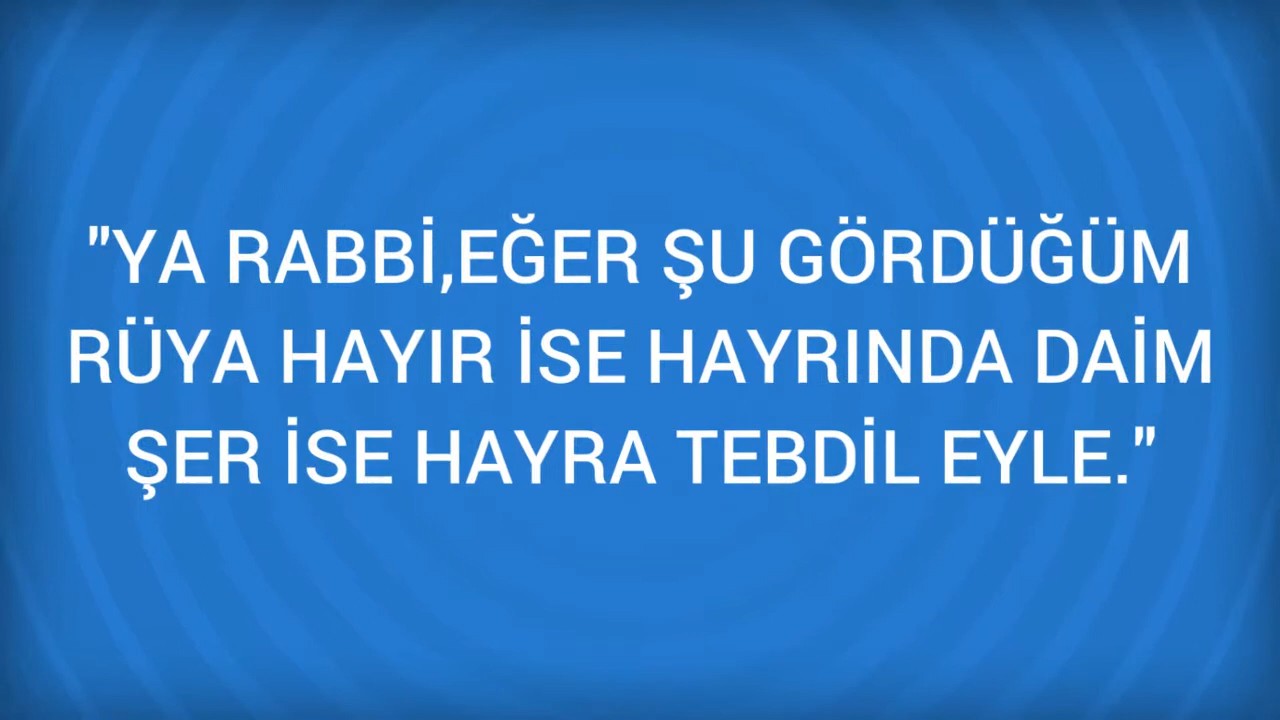 "YA RABBİ,EĞER ŞU GÖRDÜĞÜM
RÜYA HAYIR İSE HAYRINDA DAİM
ŞER İSE HAYRA TEBDİL EYLE."